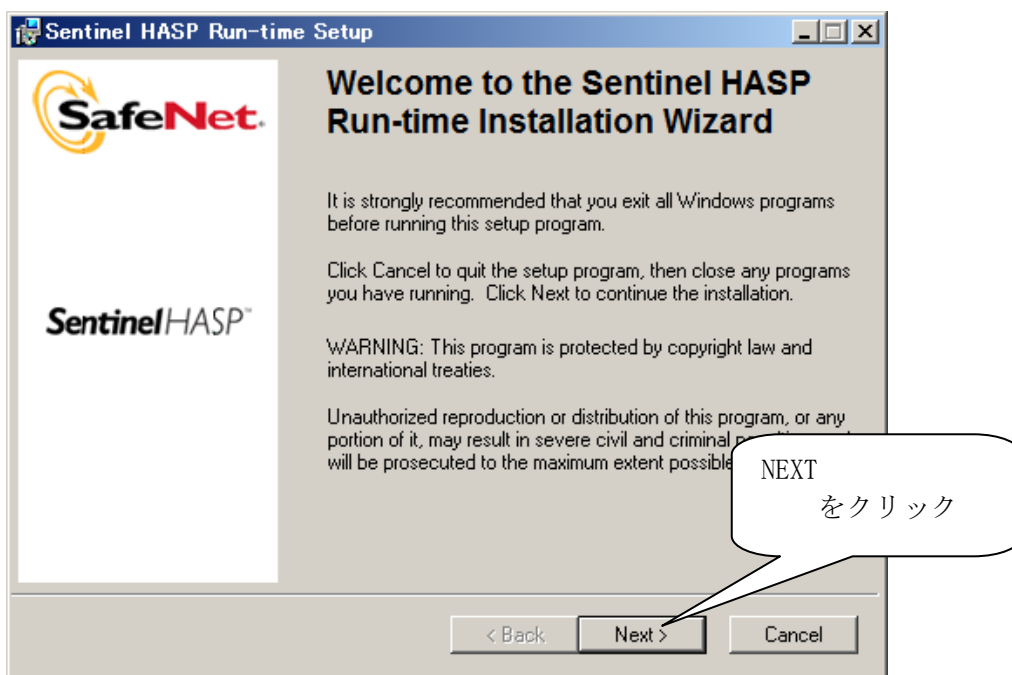 Sentinel HASP Run-time Setup
SafeNet.
Welcome to the Sentinel HASP
Run-time Installation Wizard
It is strongly recommended that you exit all Windows programs
before running this setup program.
Click Cancel to quit the setup program, then close any programs
you have running. Click Next to continue the installation.
SentinelHASP™
WARNING: This program is protected by copyright law and
international treaties.
Unauthorized reproduction or distribution of this program, or any
portion of it, may result in severe civil and criminal
will be prosecuted to the maximum extent possible
NEXT
をクリック
< Back
Next >
Cancel